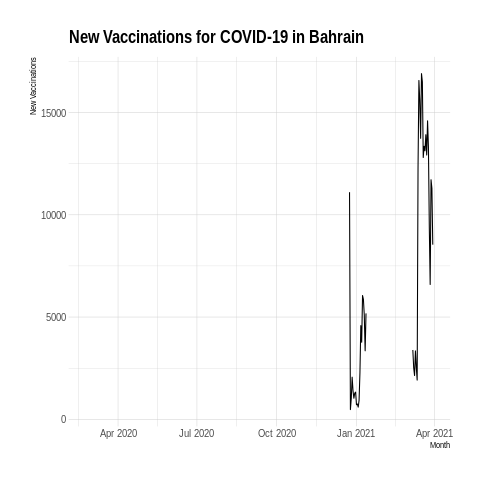 New Vaccinations for COVID-19 in Bahrain
New Vaccinations
15000
10000
5000
0
Apr 2020 Jul 2020 Oct 2020 Jan 2021 Apr 2021
Month